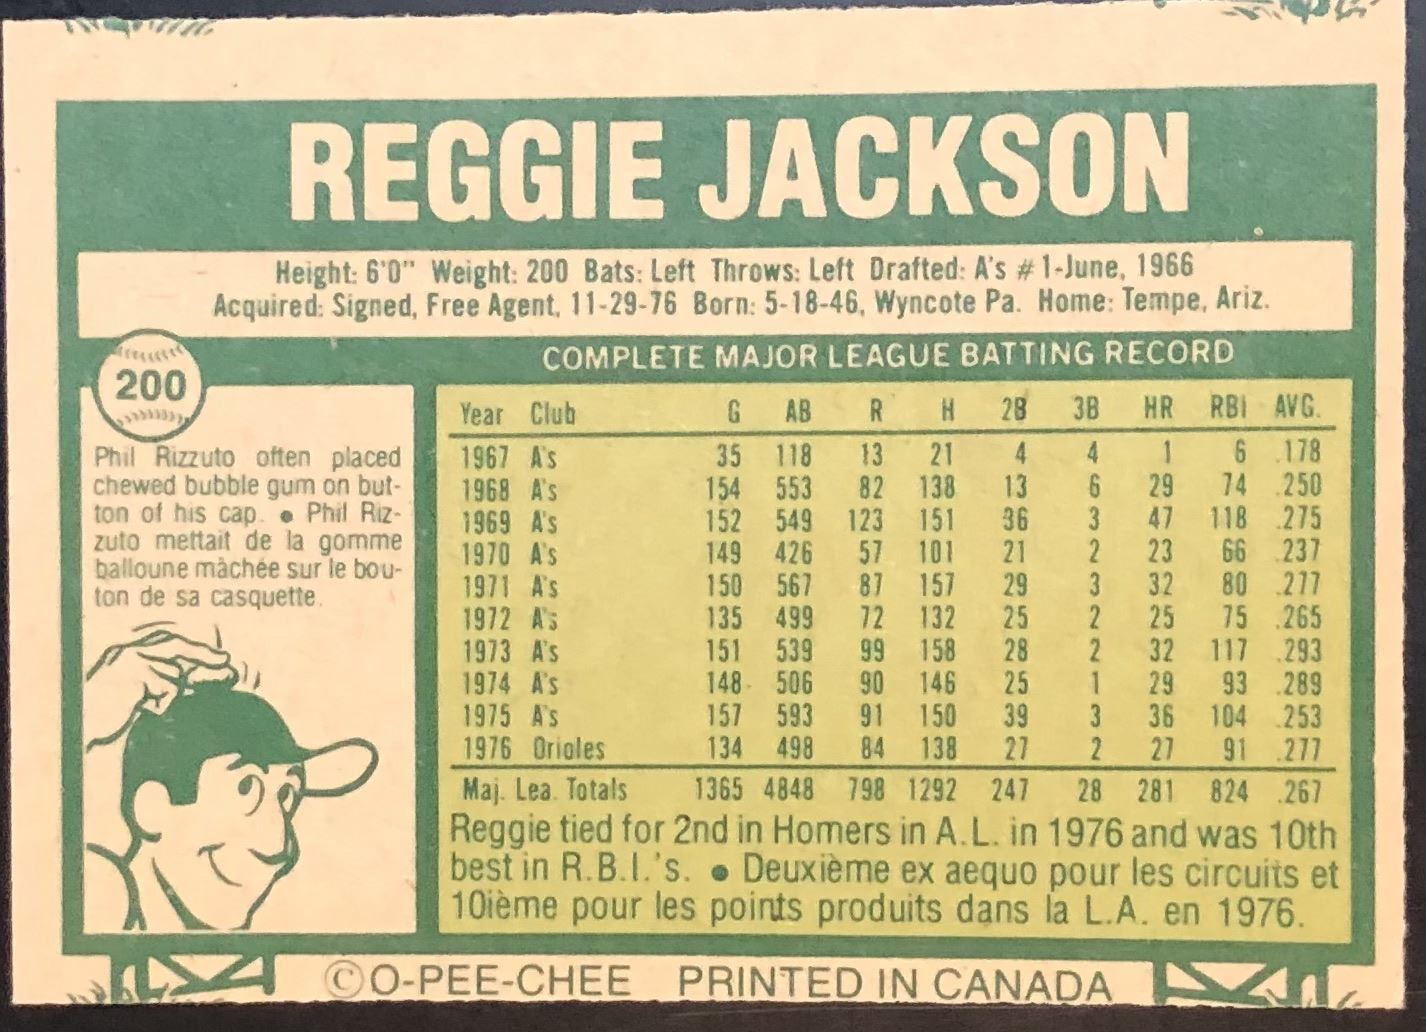 REGGIE JACKSON
Height: 6'0" Weight: 200 Bats: Left Throws: Left Drafted: A's #1-June, 1966
Acquired: Signed, Free Agent, 11-29-76 Born: 5-18-46, Wyncote Pa. Home: Tempe, Ariz.
200
Phil Rizzuto often placed
chewed bubble gum on but-
ton of his cap. • Phil Riz-
zuto mettait de la gomme
balloune mâchée sur le bou-
ton de sa casquette.
COMPLETE MAJOR LEAGUE BATTING RECORD
Year Club G AB R H 2B 3B HR RBI AVG.
1967 A's 35 118 13 21 4 4 1 6 .178
1968 A's 154 553 82 138 13 6 29 74 .250
1969 A's 152 549 123 151 36 3 47 118 .275
1970 A's 149 426 57 101 21 2 23 66 .237
1971 A's 150 567 87 157 29 3 32 80 .277
1972 A's 135 499 72 132 25 2 25 75 .265
1973 A's 151 539 99 158 28 2 32 117 .293
1974 A's 148 506 90 146 25 1 29 93 .289
1975 A's 157 593 91 150 39 3 36 104 .253
1976 Orioles 134 498 84 138 27 2 27 91 .277
Maj. Lea. Totals 1365 4848 798 1292 247 28 281 824 .267
Reggie tied for 2nd in Homers in A.L. in 1976 and was 10th
best in R.B.I.'s. • Deuxième ex aequo pour les circuits et
10ième pour les points produits dans la L.A. en 1976.
© O-PEE-CHEE PRINTED IN CANADA